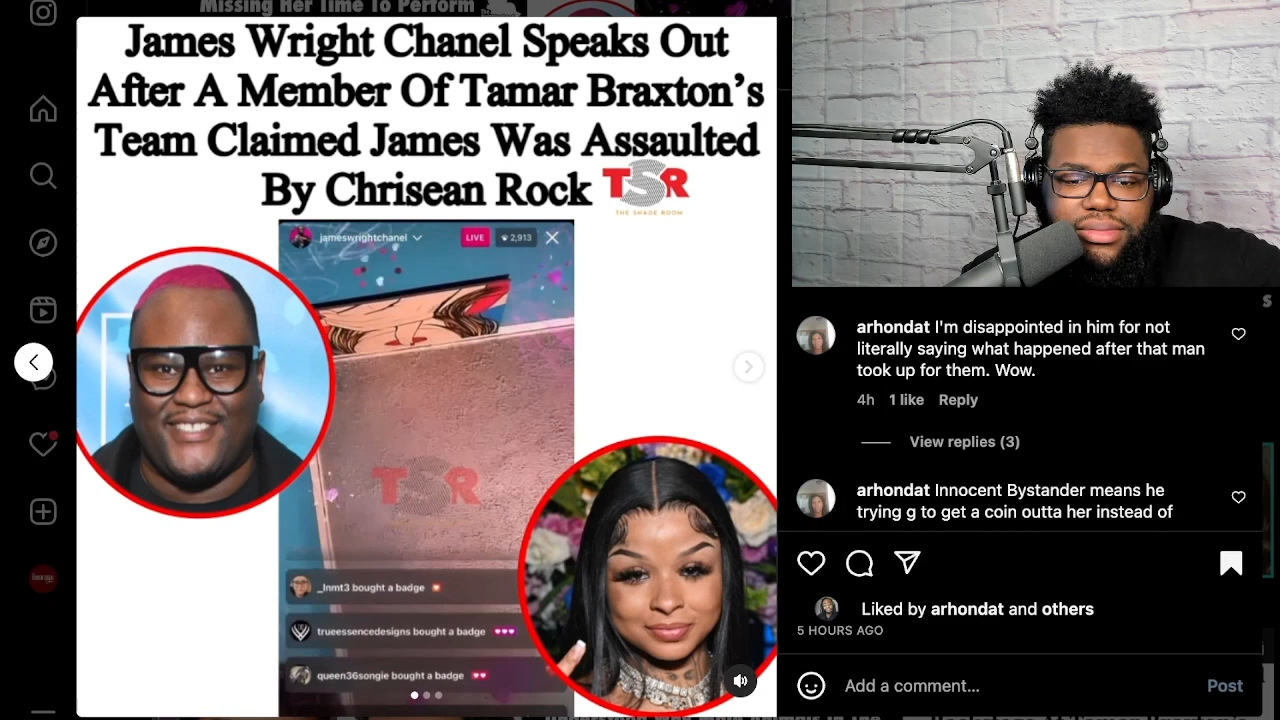 Missing Her Time To Perform
James Wright Chanel Speaks Out
After A Member Of Tamar Braxton's
Team Claimed James Was Assaulted
By Chrisean Rock TSR
THE SHADE ROOM
jameswrightchanel
LIVE
2,913
TSR
_lnmt3 bought a badge
trueessencedesigns bought a badge
queen36songie bought a badge
arhondat I'm disappointed in him for not
literally saying what happened after that man
took up for them. Wow.
4h 1 like Reply
View replies (3)
arhondat Innocent Bystander means he
trying g to get a coin outta her instead of
Liked by arhondat and others
5 HOURS AGO
Add a comment...
Post